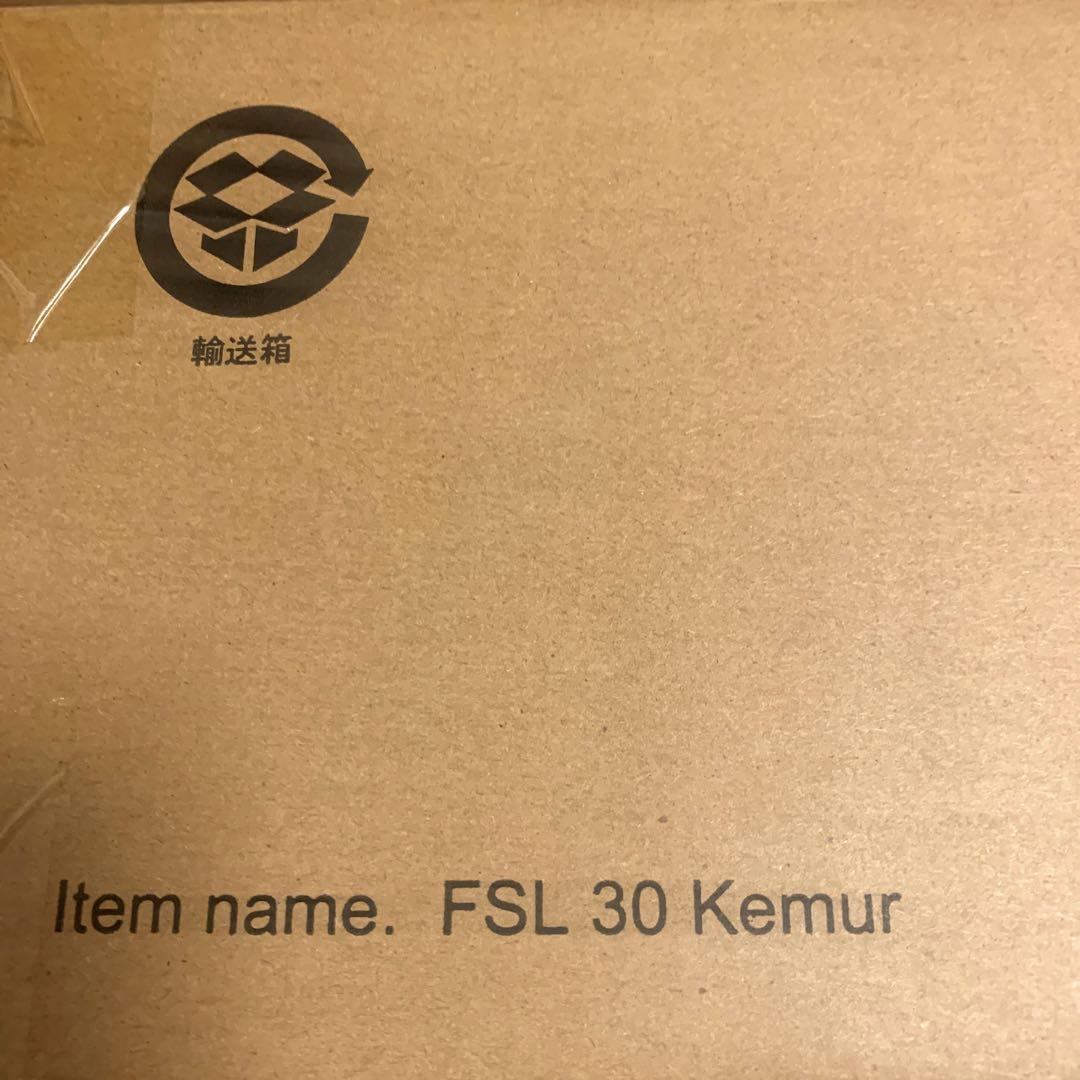 輸送箱
Item name. FSL 30 Kemur